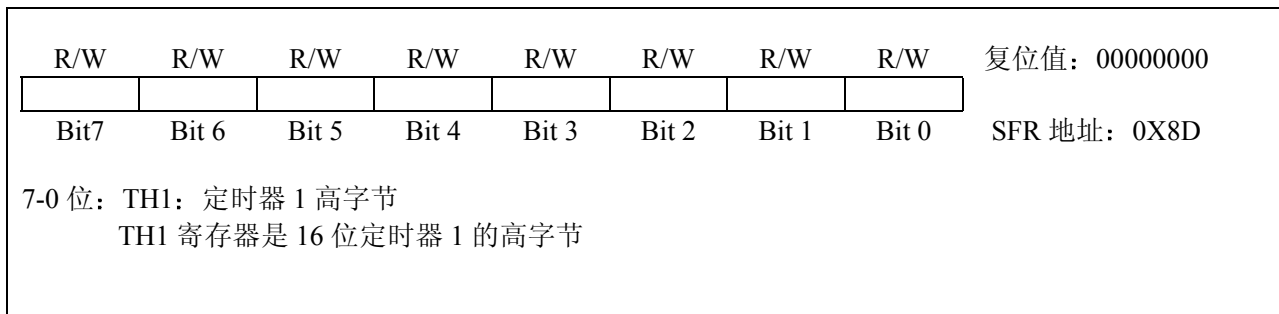 R/W R/W R/W R/W R/W R/W R/W R/W 复位值：00000000
Bit7 Bit 6 Bit 5 Bit 4 Bit 3 Bit 2 Bit 1 Bit 0 SFR 地址：0X8D
7-0 位：TH1：定时器 1 高字节
TH1 寄存器是 16 位定时器 1 的高字节